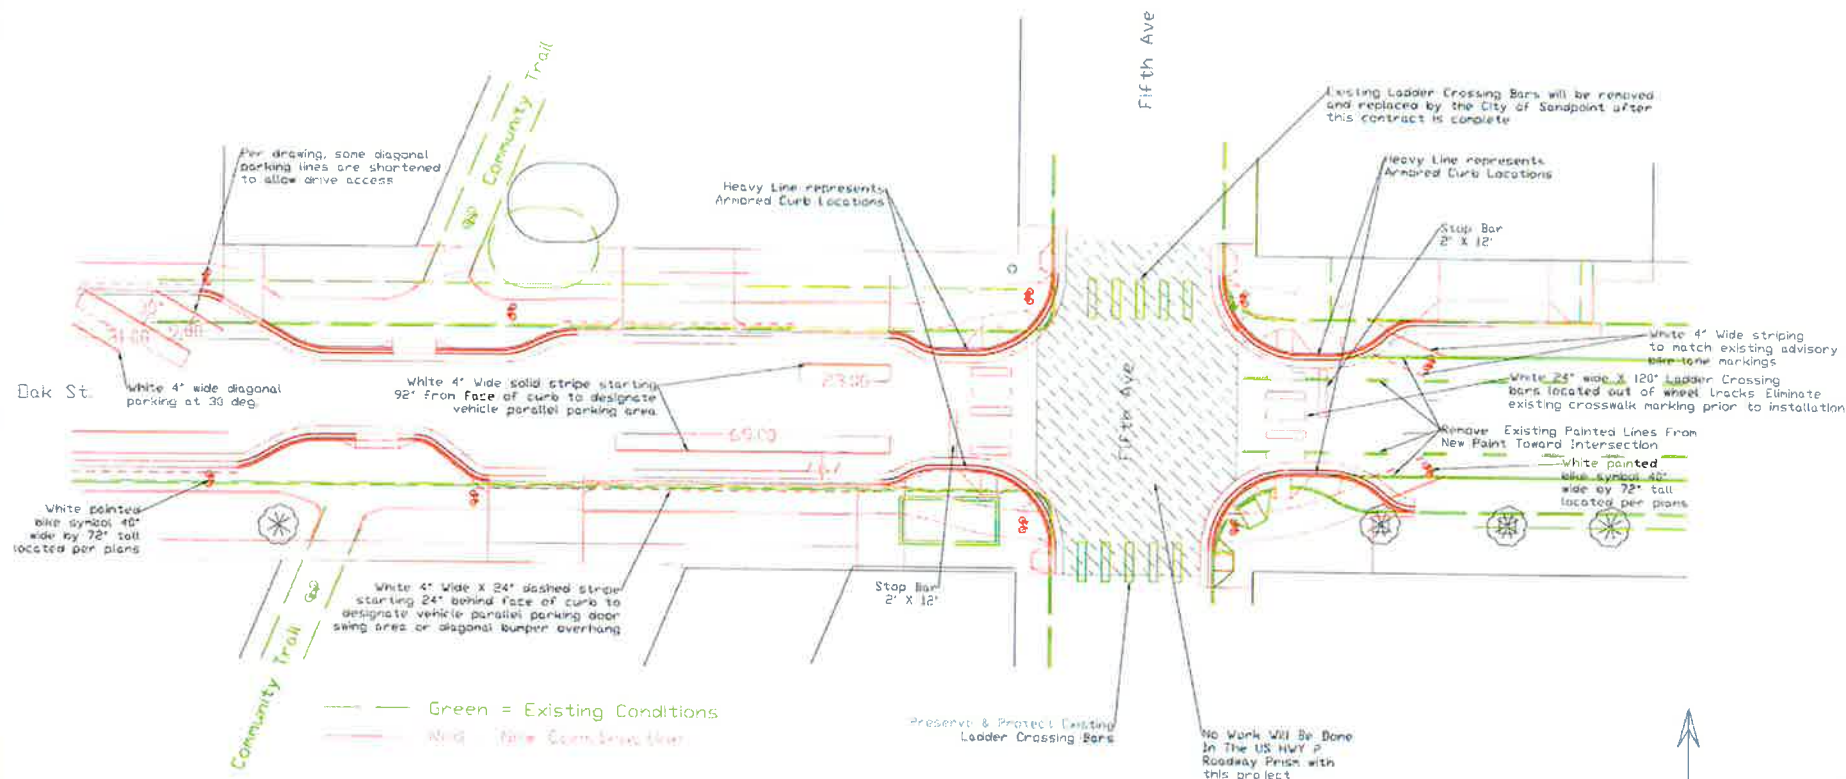 Fifth Ave
Community Trail
Existing Ladder Crossing Bars will be removed
and replaced by the City of Sandpoint after
this contract is complete
Per drawing, some diagonal
parking lines are shortened
to allow drive access
Heavy Line represents
Armored Curb Locations
Heavy Line represents
Armored Curb Locations
Stop Bar
2' X 12'
White 4" Wide striping
to match existing advisory
bike lane markings
White 24" wide X 120" Ladder Crossing
bars located out of wheel tracks Eliminate
existing crosswalk marking prior to installation
Remove Existing Painted Lines From
New Paint Toward Intersection
White painted
bike symbol 40"
wide by 72" tall
located per plans
Oak St.
White 4" wide diagonal
parking at 30 deg.
White 4" Wide solid stripe starting
92" from face of curb to designate
vehicle parallel parking area
23.00
69.00
Fifth Ave
White painted
bike symbol 40"
wide by 72" tall
located per plans
White 4" Wide X 24" dashed stripe
starting 24" behind face of curb to
designate vehicle parallel parking door
swing area or diagonal bumper overhang
Stop Bar
2' X 12'
Community Trail
Green = Existing Conditions
Red = New Construction
Preserve & Protect Existing
Ladder Crossing Bars
No Work Will Be Done
In The US HWY 2
Roadway Prism with
this project